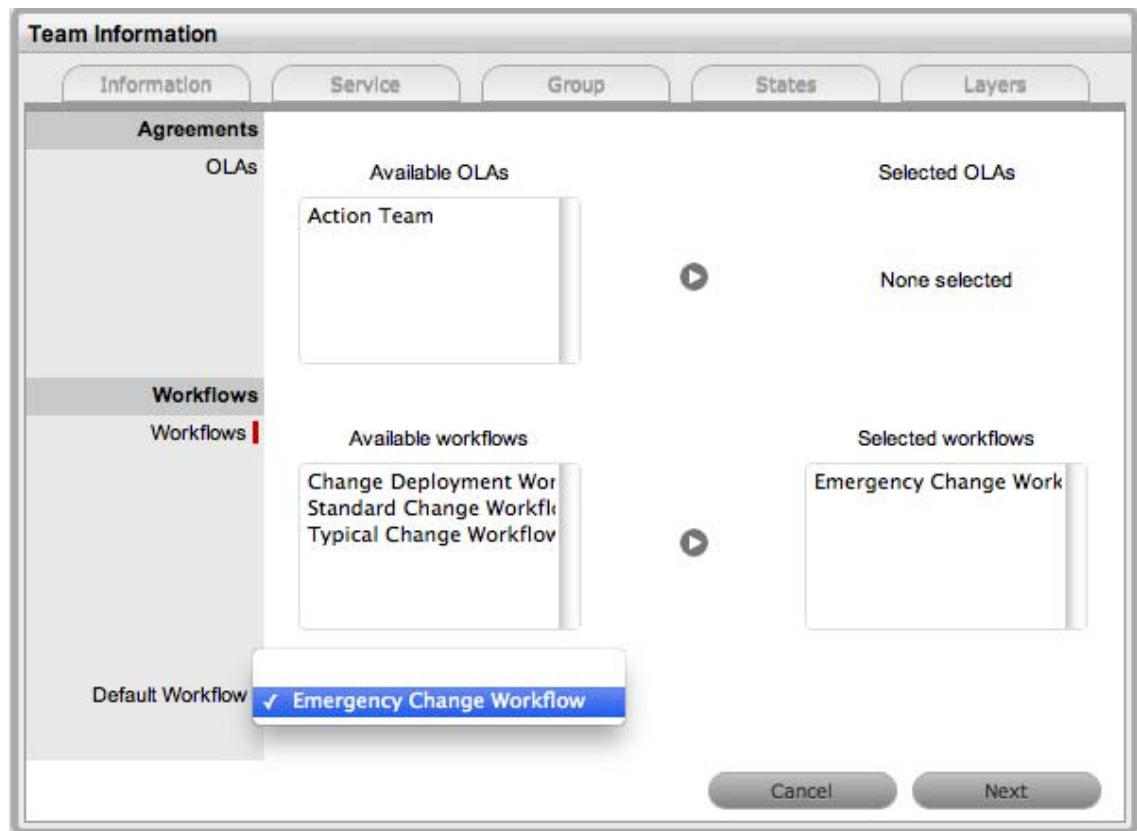 Team Information
Information Service Group States Layers
Agreements
OLAs
Available OLAs Selected OLAs
Action Team
None selected
Workflows
Workflows
Available workflows Selected workflows
Change Deployment Wor
Emergency Change Work
Standard Change Workfl
Typical Change Workflow
Default Workflow
✓ Emergency Change Workflow
Cancel Next